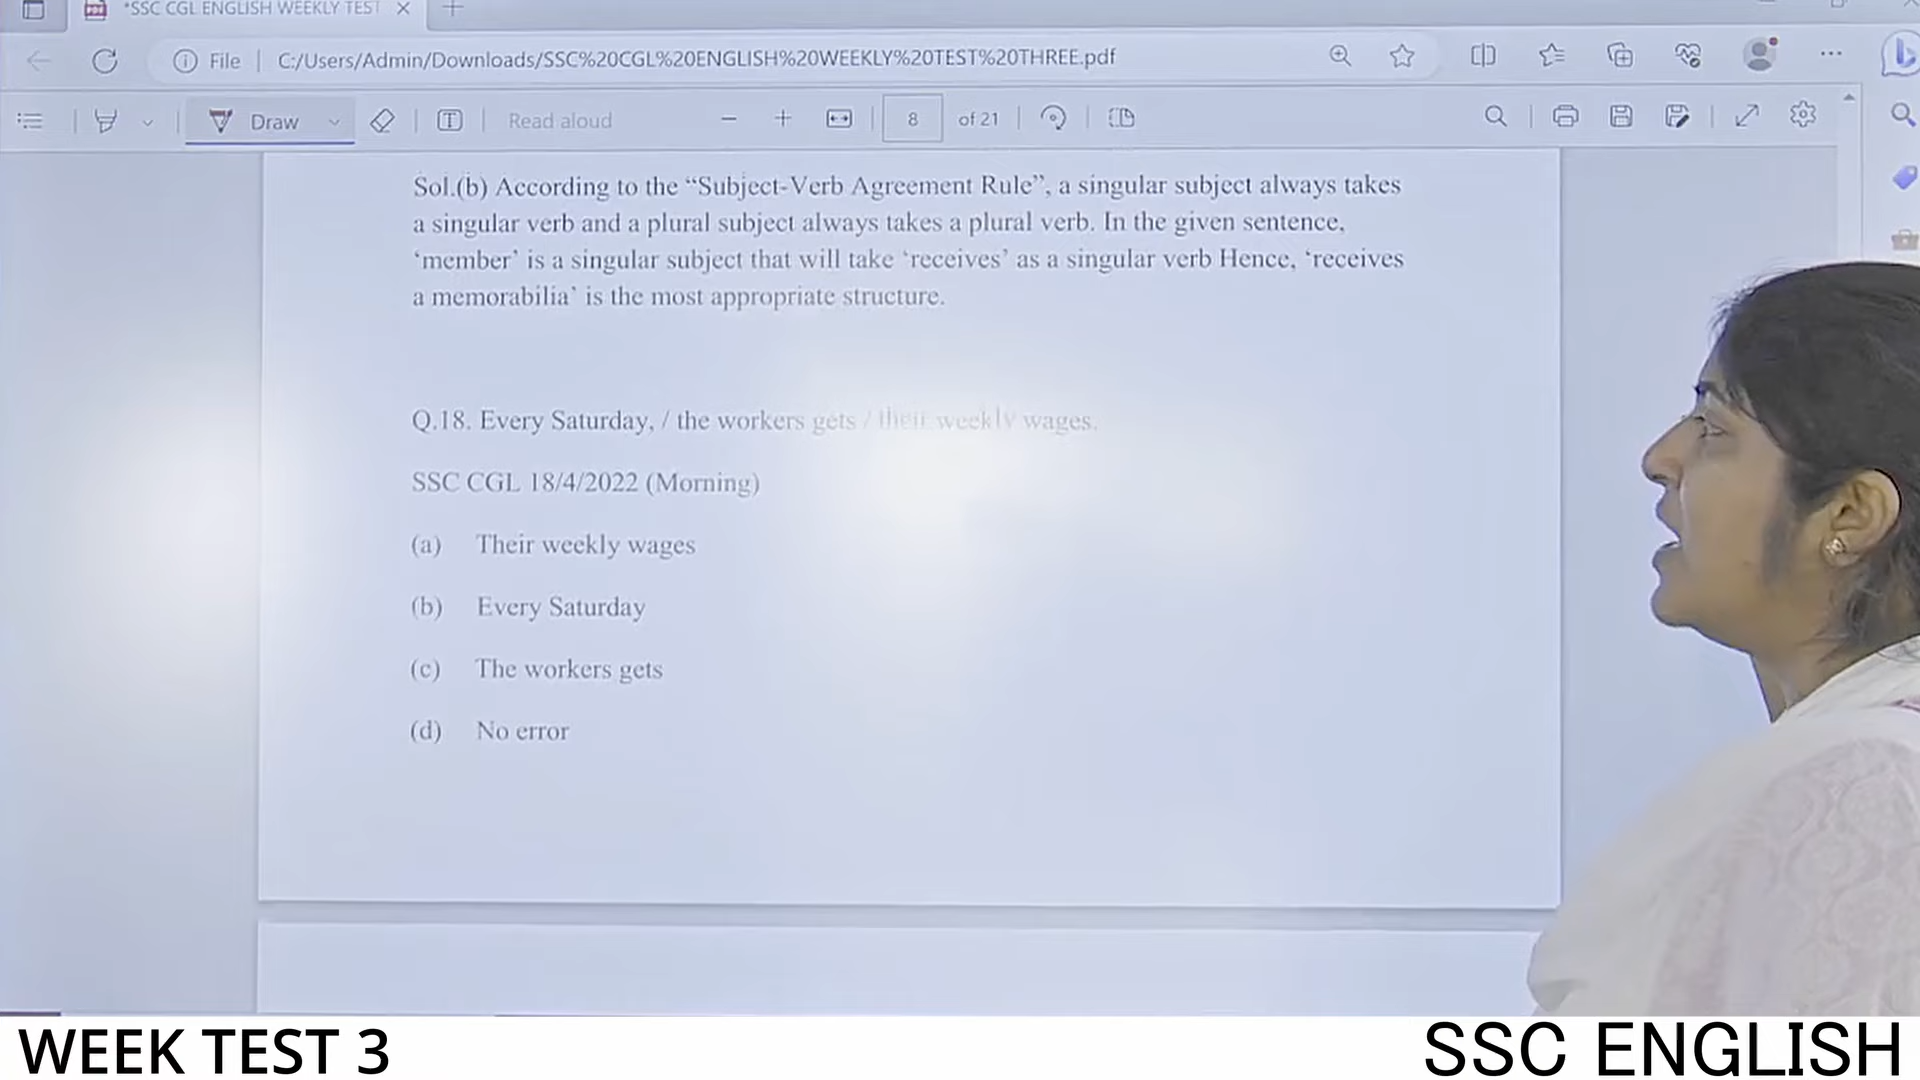 *SSC CGL ENGLISH WEEKLY TEST
File
C:/Users/Admin/Downloads/SSC%20CGL%20ENGLISH%20WEEKLY%20TEST%20THREE.pdf
Draw
Read aloud
8 of 21
Sol.(b) According to the “Subject-Verb Agreement Rule”, a singular subject always takes
a singular verb and a plural subject always takes a plural verb. In the given sentence,
‘member’ is a singular subject that will take ‘receives’ as a singular verb Hence, ‘receives
a memorabilia’ is the most appropriate structure.
Q.18. Every Saturday, / the workers gets / their weekly wages.
SSC CGL 18/4/2022 (Morning)
(a) Their weekly wages
(b) Every Saturday
(c) The workers gets
(d) No error
WEEK TEST 3
SSC ENGLISH